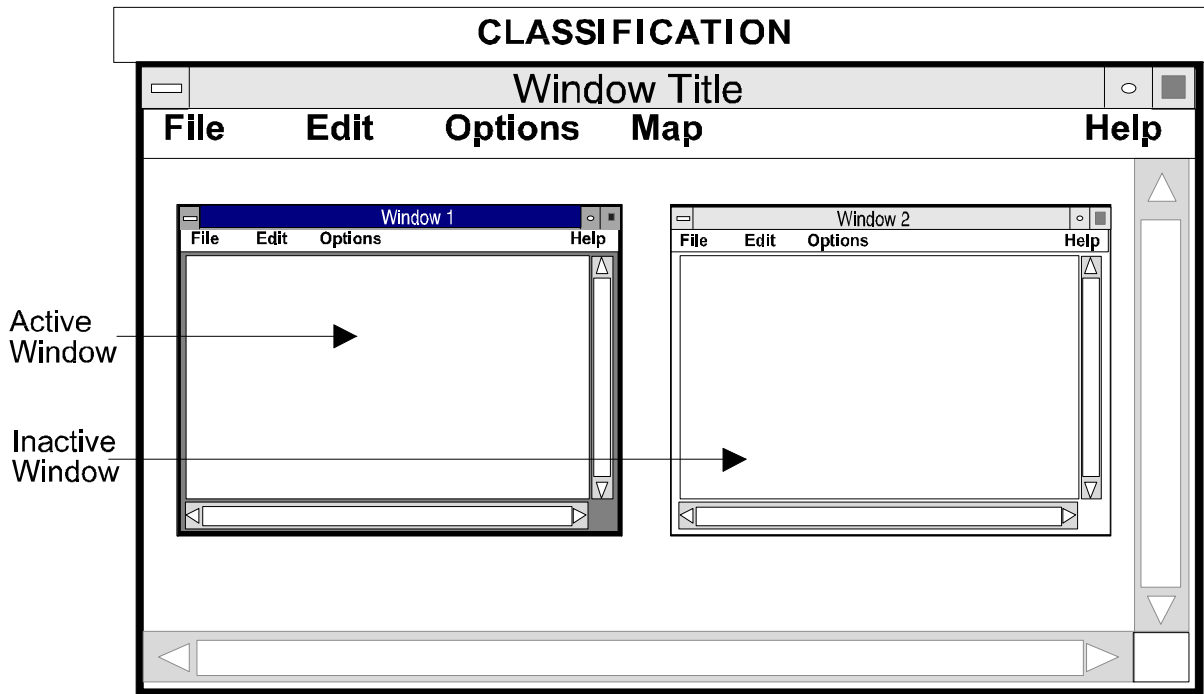 CLASSIFICATION
Window Title
File Edit Options Map Help
Window 1
File Edit Options Help
Window 2
File Edit Options Help
Active
Window
Inactive
Window